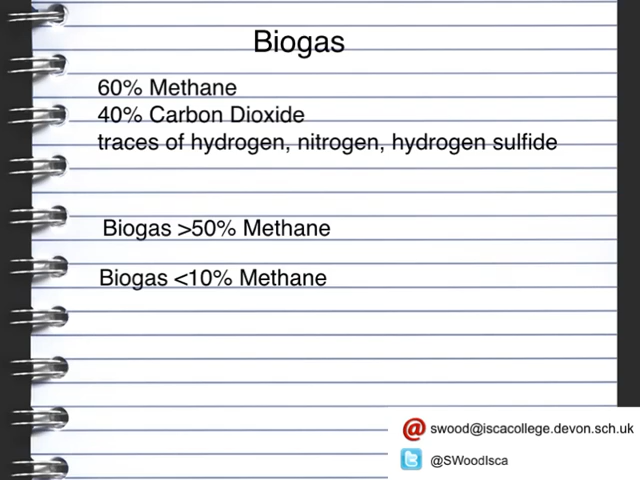 Biogas
60% Methane
40% Carbon Dioxide
traces of hydrogen, nitrogen, hydrogen sulfide
Biogas >50% Methane
Biogas <10% Methane
@ swood@iscacollege.devon.sch.uk
@SWoodIsca